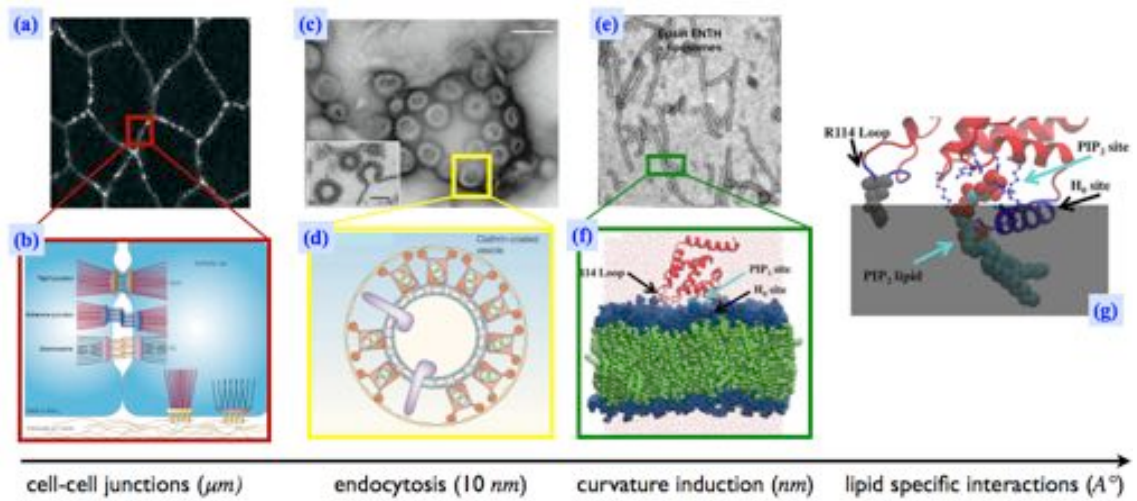 (a)
(c)
(e)
Epsin ENTH
liposomes
R114 Loop
PIP₂ site
H₀ site
PIP₂ lipid
(g)
(b)
(d)
Clathrin-coated
vesicle
(f)
R114 Loop
PIP₂ site
H₀ site
cell-cell junctions (μm)
endocytosis (10 nm)
curvature induction (nm)
lipid specific interactions (A°)